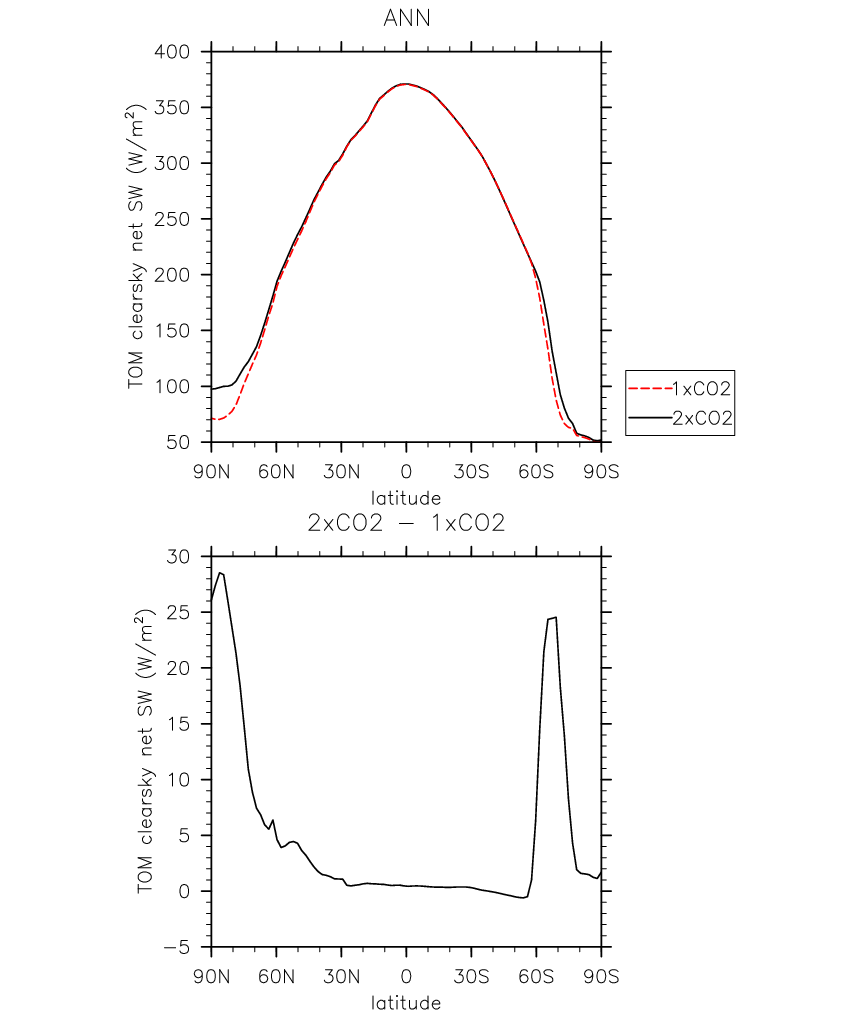 ANN
TOM clearsky net SW (W/m²)
400
350
300
250
200
150
100
50
90N 60N 30N 0 30S 60S 90S
latitude
1xCO2
2xCO2
2xCO2 − 1xCO2
TOM clearsky net SW (W/m²)
30
25
20
15
10
5
0
−5
90N 60N 30N 0 30S 60S 90S
latitude